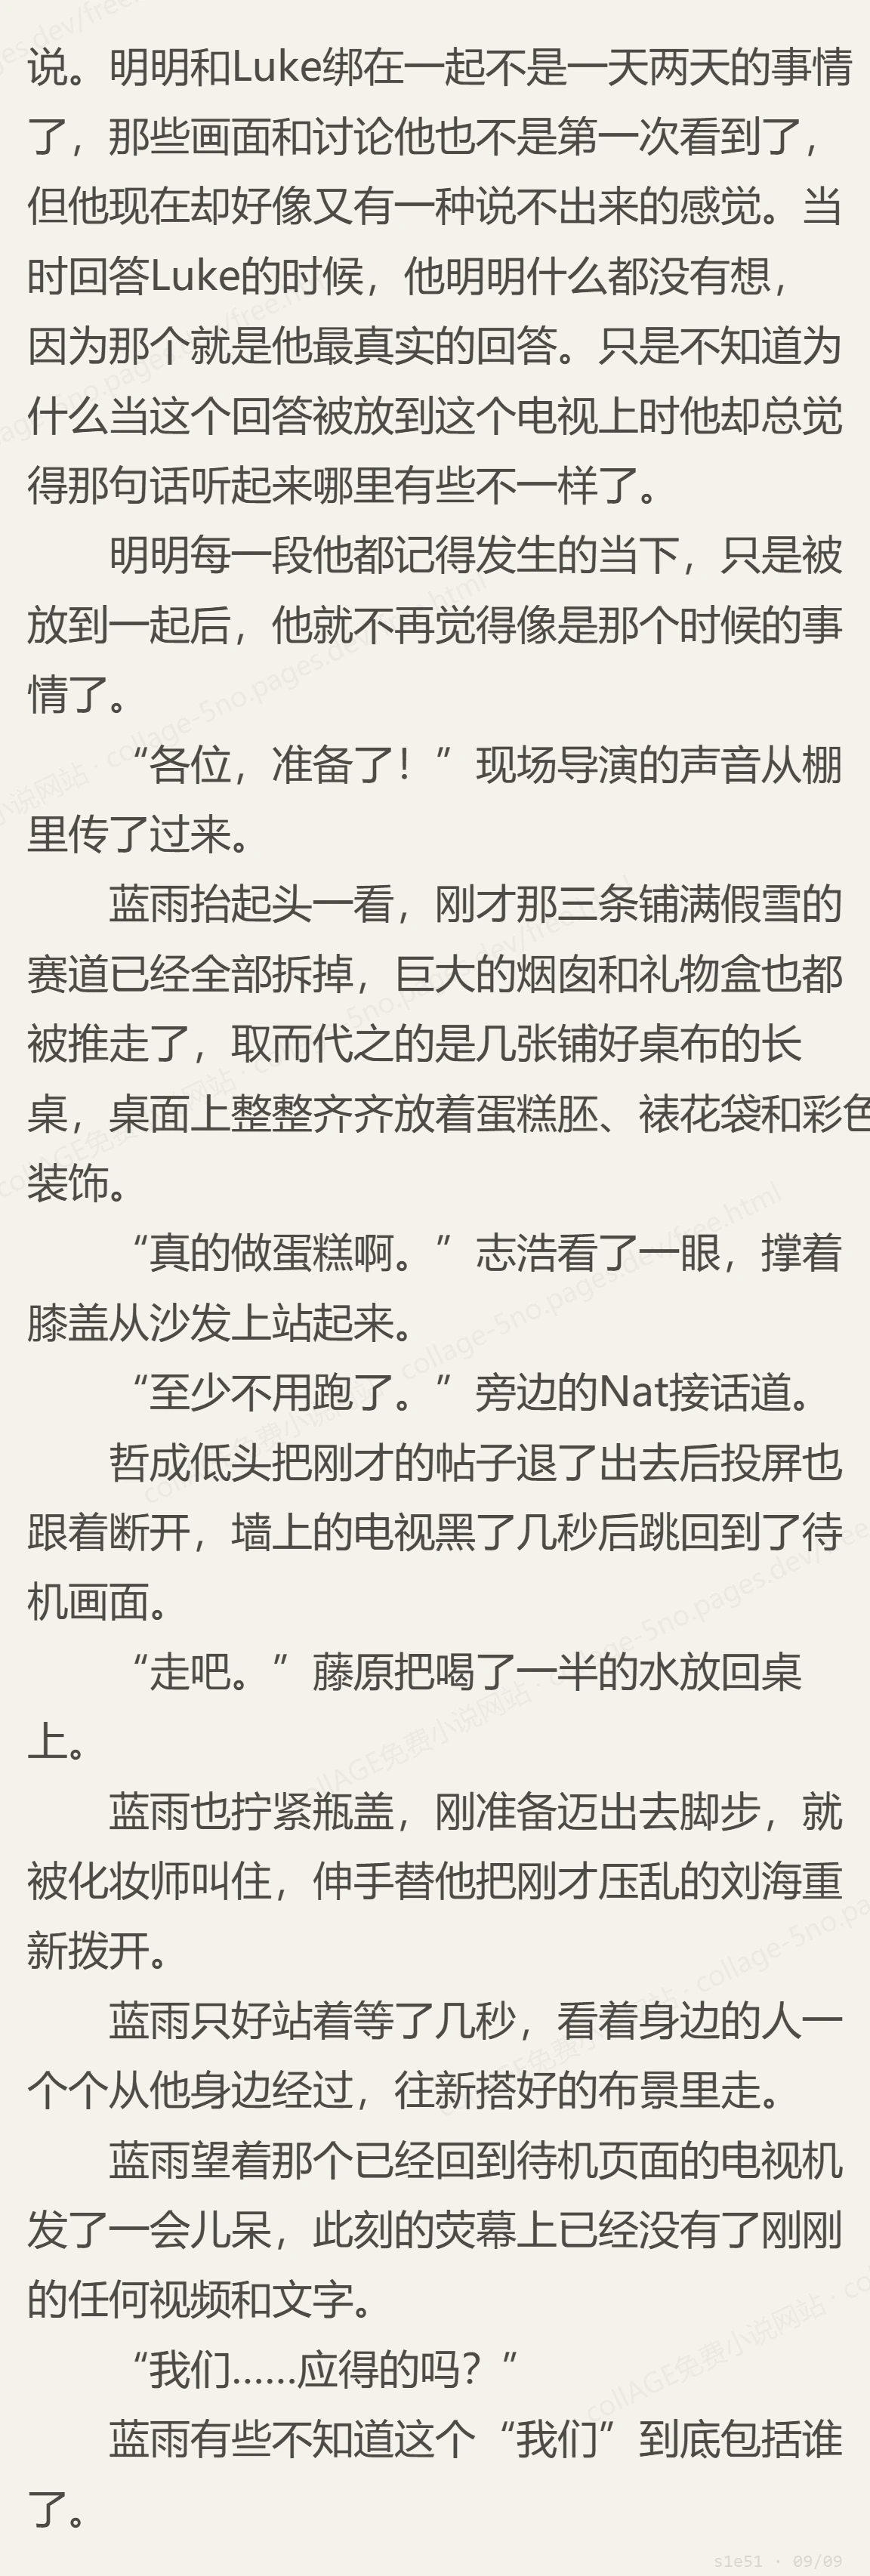 说。明明和Luke绑在一起不是一天两天的事情
了，那些画面和讨论他也不是第一次看到了，
但他现在却好像又有一种说不出来的感觉。当
时回答Luke的时候，他明明什么都没有想，
因为那个就是他最真实的回答。只是不知道为
什么当这个回答被放到这个电视上时他却总觉
得那句话听起来哪里有些不一样了。
明明每一段他都记得发生的当下，只是被
放到一起后，他就不再觉得像是那个时候的事
情了。
“各位，准备了！”现场导演的声音从棚
里传了过来。
蓝雨抬起头一看，刚才那三条铺满假雪的
赛道已经全部拆掉，巨大的烟囱和礼物盒也都
被推走了，取而代之的是几张铺好桌布的长
桌，桌面上整整齐齐放着蛋糕胚、裱花袋和彩色
装饰。
“真的做蛋糕啊。”志浩看了一眼，撑着
膝盖从沙发上站起来。
“至少不用跑了。”旁边的Nat接话道。
哲成低头把刚才的帖子退了出去后投屏也
跟着断开，墙上的电视黑了几秒后跳回到了待
机画面。
“走吧。”藤原把喝了一半的水放回桌
上。
蓝雨也拧紧瓶盖，刚准备迈出去脚步，就
被化妆师叫住，伸手替他把刚才压乱的刘海重
新拨开。
蓝雨只好站着等了几秒，看着身边的人一
个个从他身边经过，往新搭好的布景里走。
蓝雨望着那个已经回到待机页面的电视机
发了一会儿呆，此刻的荧幕上已经没有了刚刚
的任何视频和文字。
“我们……应得的吗？”
蓝雨有些不知道这个“我们”到底包括谁
了。
s1e51 · 09/09
collAGE免费小说网站 · collage-5no.pages.dev/free.html